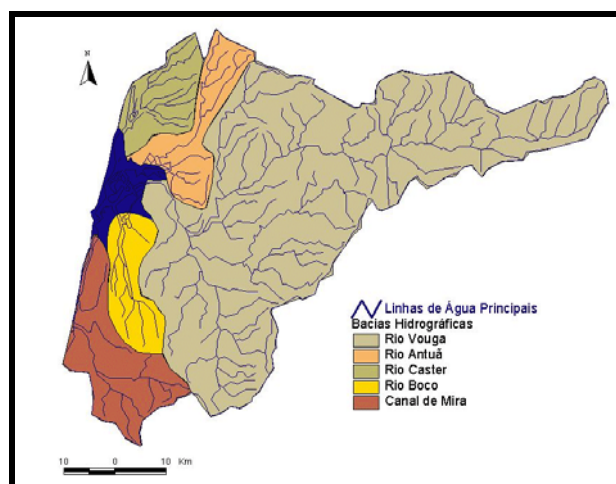 N
Linhas de Água Principais
Bacias Hidrográficas
Rio Vouga
Rio Antuã
Rio Caster
Rio Boco
Canal de Mira
10 0 10 Km